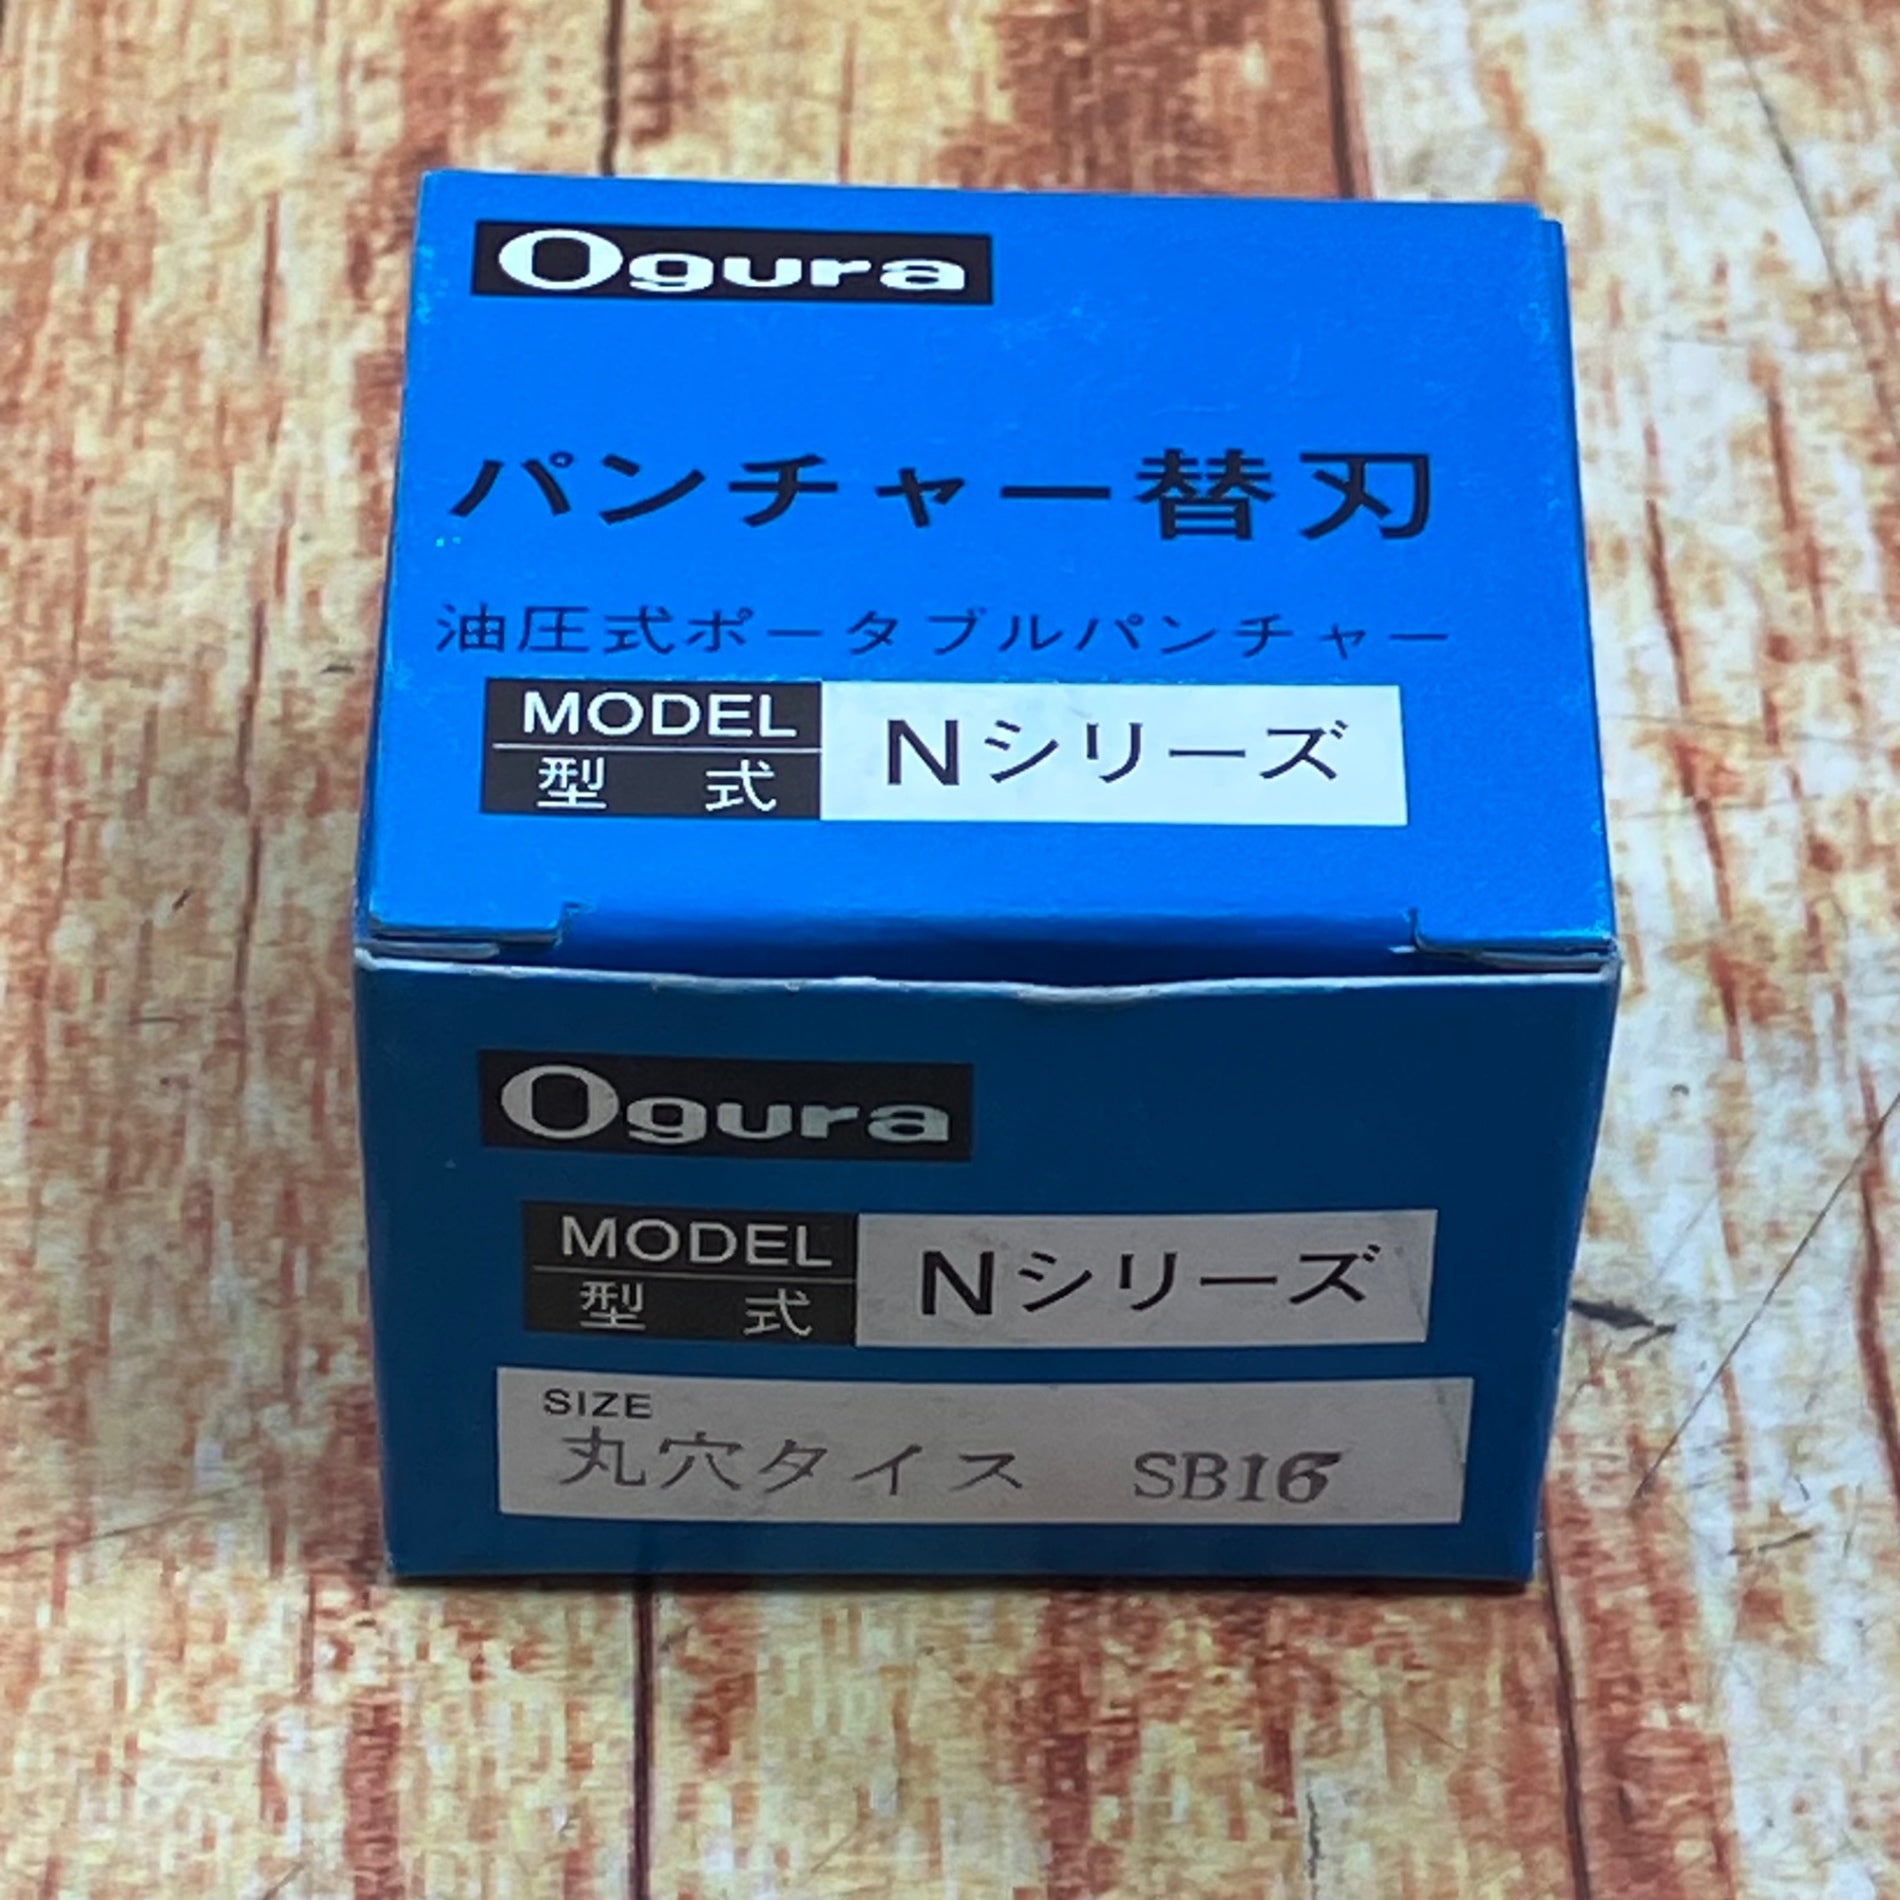 Ogura
パンチャー替刃
油圧式ポータブルパンチャー
MODEL
型 式
Nシリーズ
Ogura
MODEL
型 式
Nシリーズ
SIZE
丸穴タイス SB16